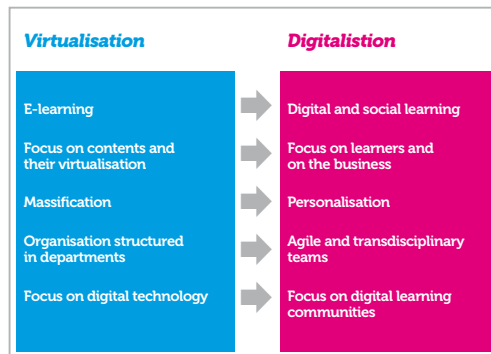 Virtualisation
Digitalistion
E-learning
Digital and social learning
Focus on contents and
their virtualisation
Focus on learners and
on the business
Massification
Personalisation
Organisation structured
in departments
Agile and transdisciplinary
teams
Focus on digital technology
Focus on digital learning
communities